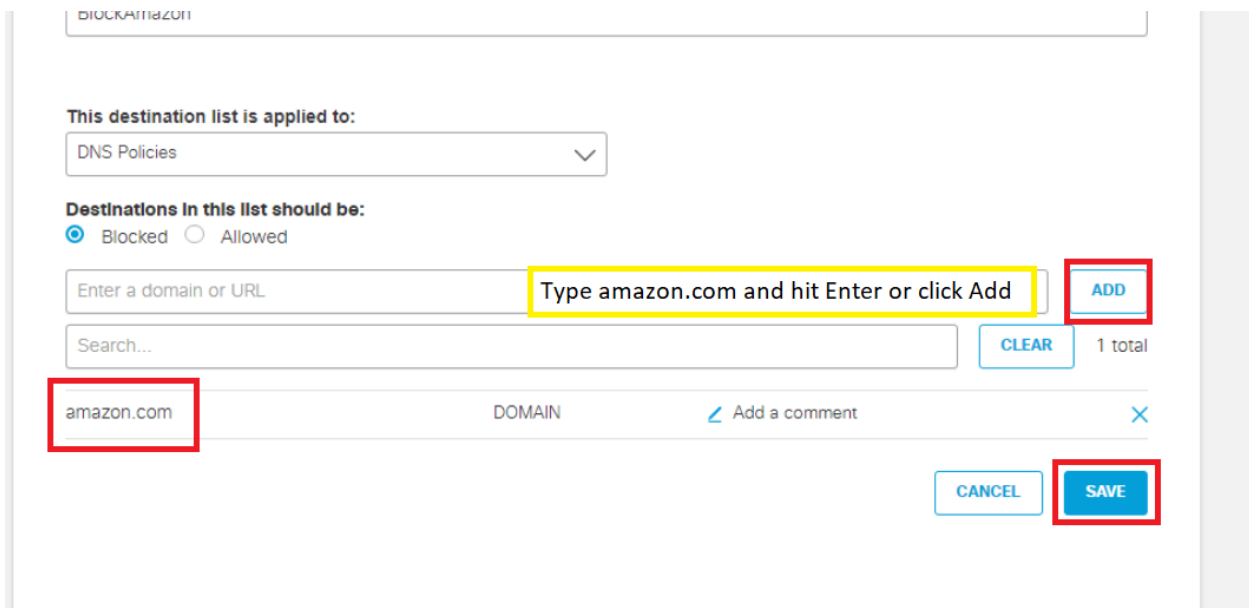 BlockAmazon
This destination list is applied to:
DNS Policies
Destinations in this list should be:
Blocked Allowed
Enter a domain or URL Type amazon.com and hit Enter or click Add ADD
Search... CLEAR 1 total
amazon.com DOMAIN Add a comment
CANCEL SAVE